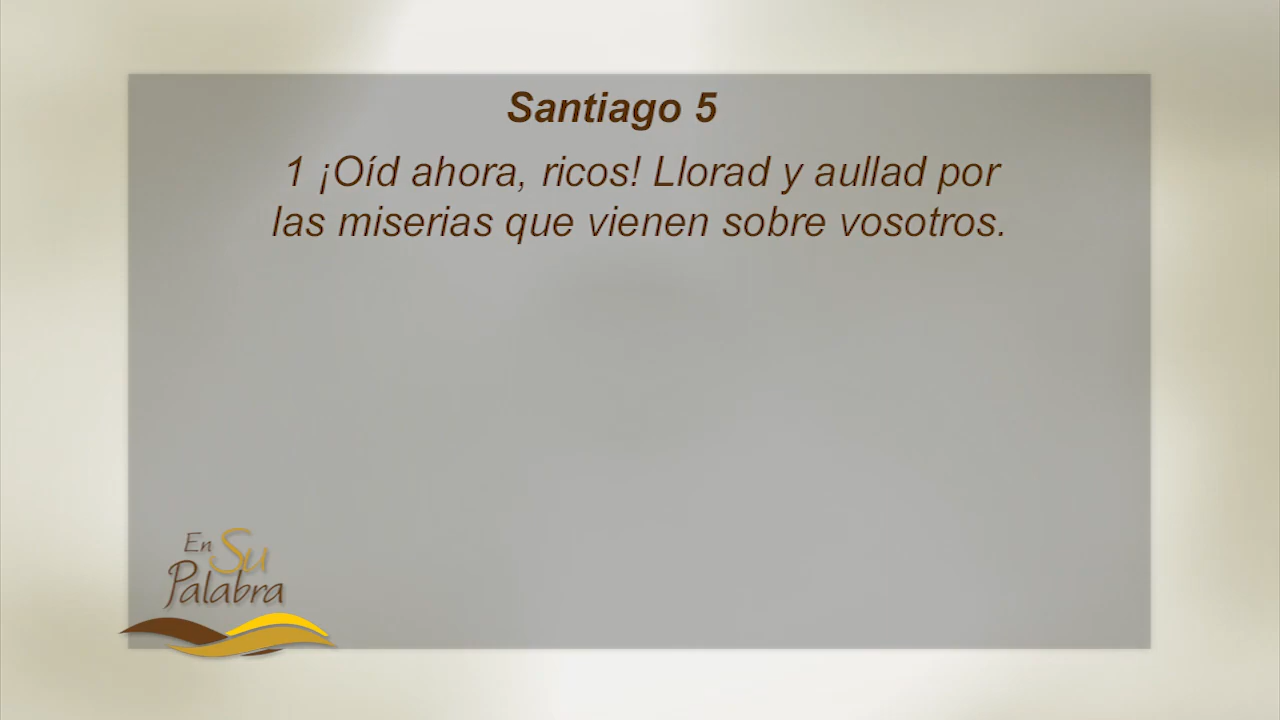 Santiago 5
1 ¡Oíd ahora, ricos! Llorad y aullad por
las miserias que vienen sobre vosotros.
En Su
Palabra